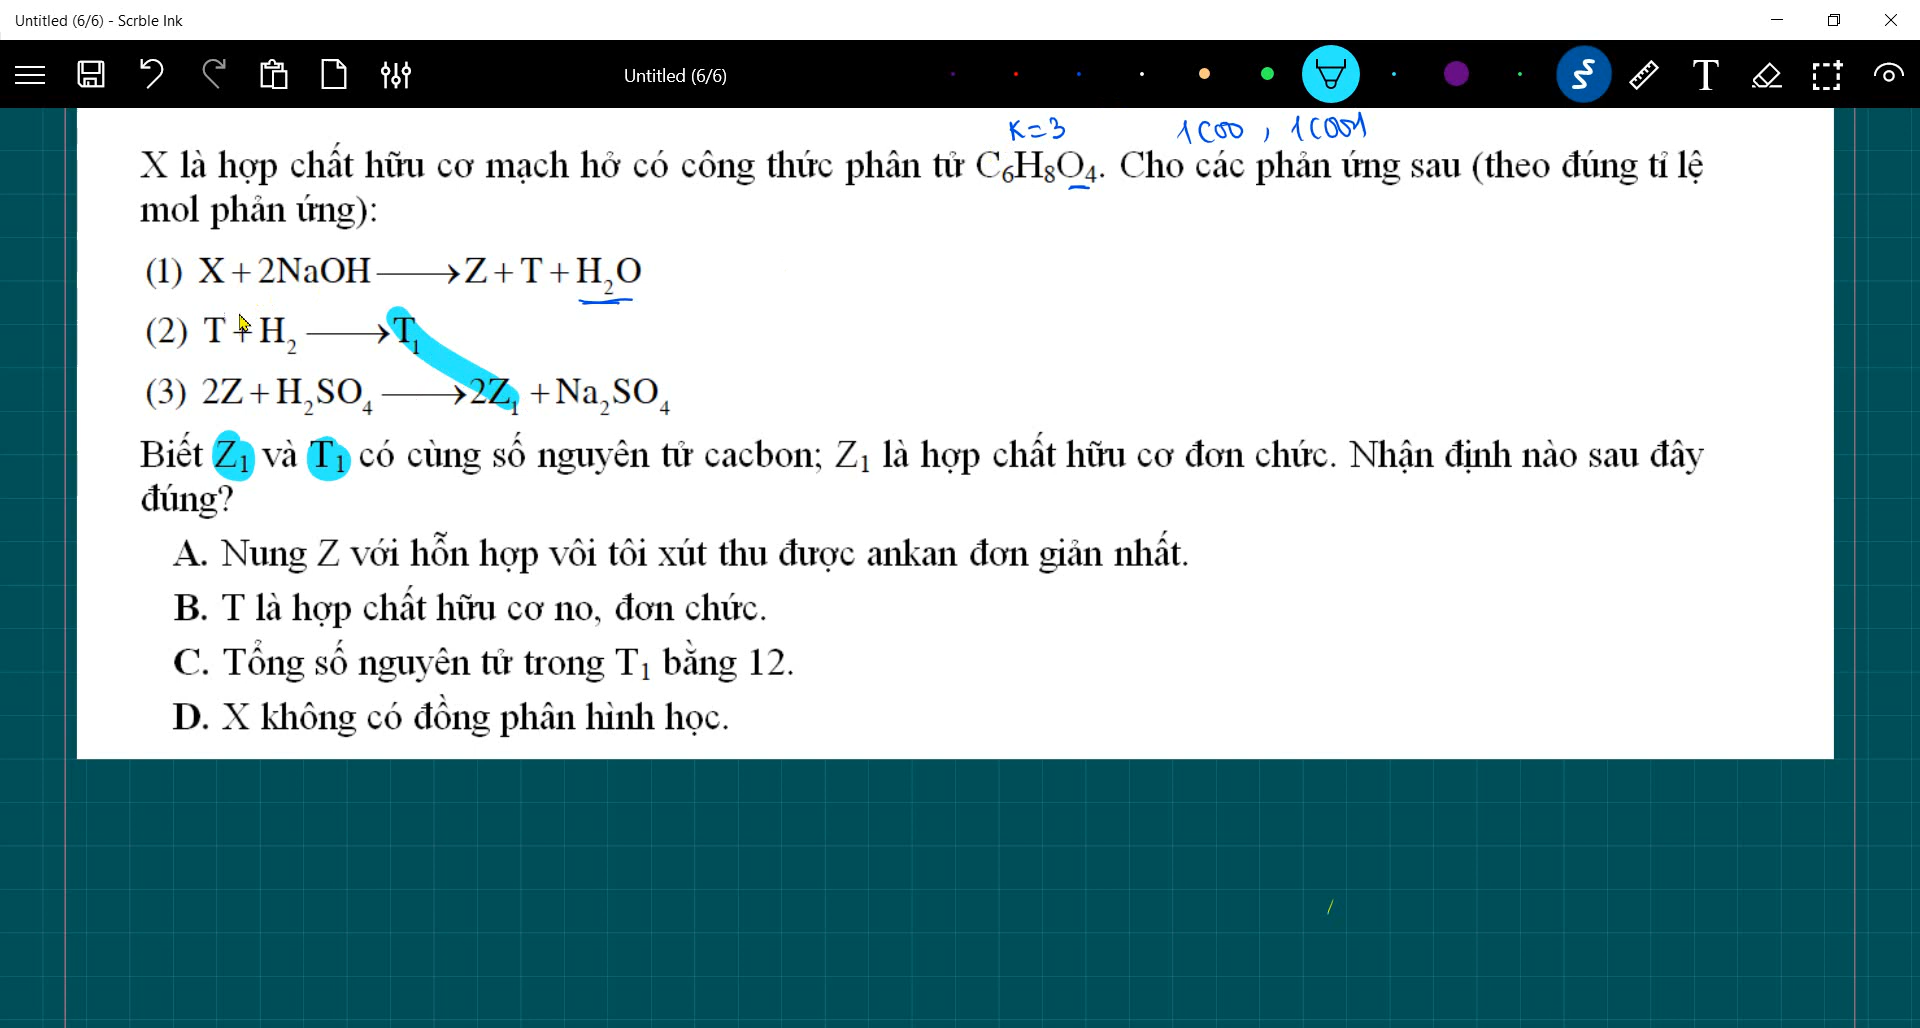 Untitled (6/6) - Scrble Ink
Untitled (6/6)
T
K=3 1COO , 1COOH
X là hợp chất hữu cơ mạch hở có công thức phân tử C₆H₈O₄. Cho các phản ứng sau (theo đúng tỉ lệ
mol phản ứng):
(1) X + 2NaOH ⟶ Z + T + H₂O
(2) T + H₂ ⟶ T₁
(3) 2Z + H₂SO₄ ⟶ 2Z₁ + Na₂SO₄
Biết Z₁ và T₁ có cùng số nguyên tử cacbon; Z₁ là hợp chất hữu cơ đơn chức. Nhận định nào sau đây
đúng?
A. Nung Z với hỗn hợp vôi tôi xút thu được ankan đơn giản nhất.
B. T là hợp chất hữu cơ no, đơn chức.
C. Tổng số nguyên tử trong T₁ bằng 12.
D. X không có đồng phân hình học.